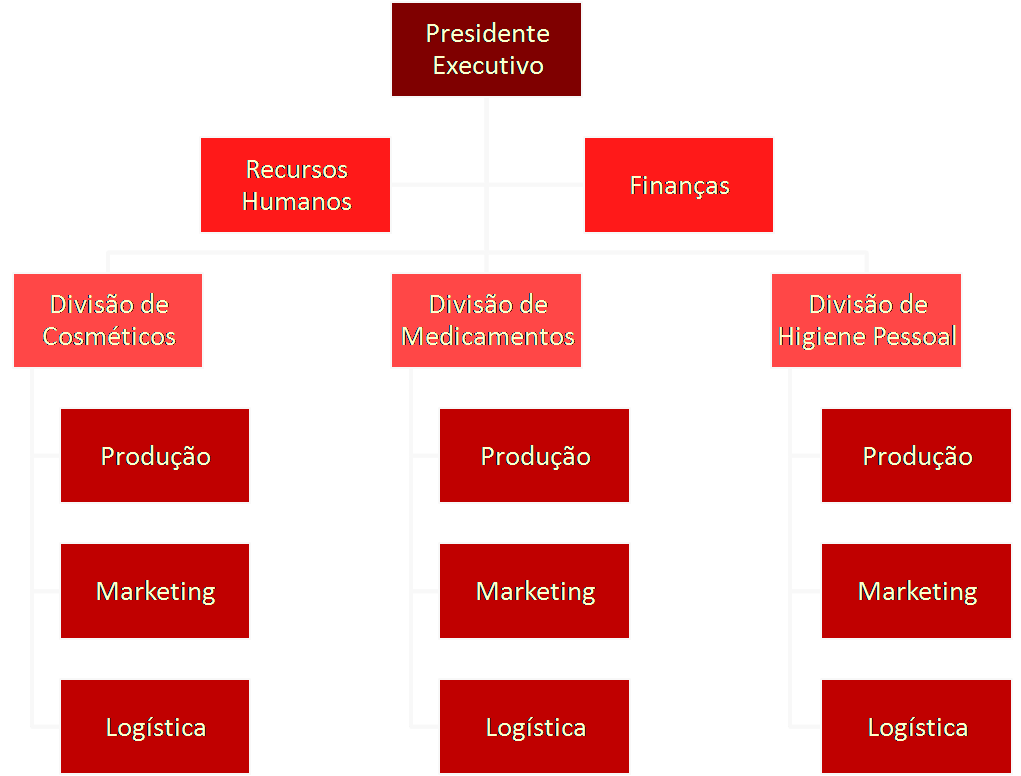 Presidente
Executivo
Recursos
Humanos
Finanças
Divisão de
Cosméticos
Divisão de
Medicamentos
Divisão de
Higiene Pessoal
Produção
Produção
Produção
Marketing
Marketing
Marketing
Logística
Logística
Logística